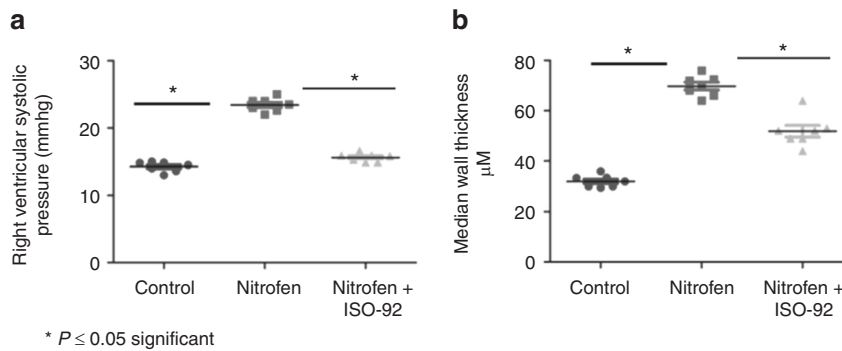 a
Right ventricular systolic
pressure (mmhg)
30
20
10
0
*
*
Control
Nitrofen
Nitrofen +
ISO-92
* P ≤ 0.05 significant
b
Median wall thickness
µM
80
60
40
20
0
*
*
Control
Nitrofen
Nitrofen +
ISO-92